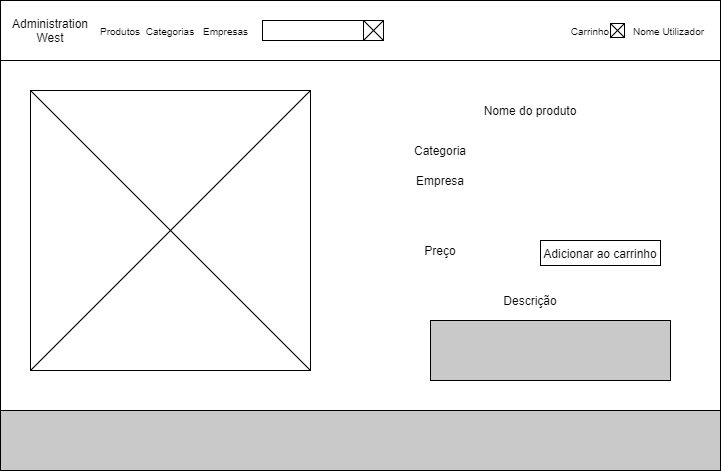 Administration
West
Produtos Categorias Empresas
Carrinho Nome Utilizador
Nome do produto
Categoria
Empresa
Preço
Adicionar ao carrinho
Descrição